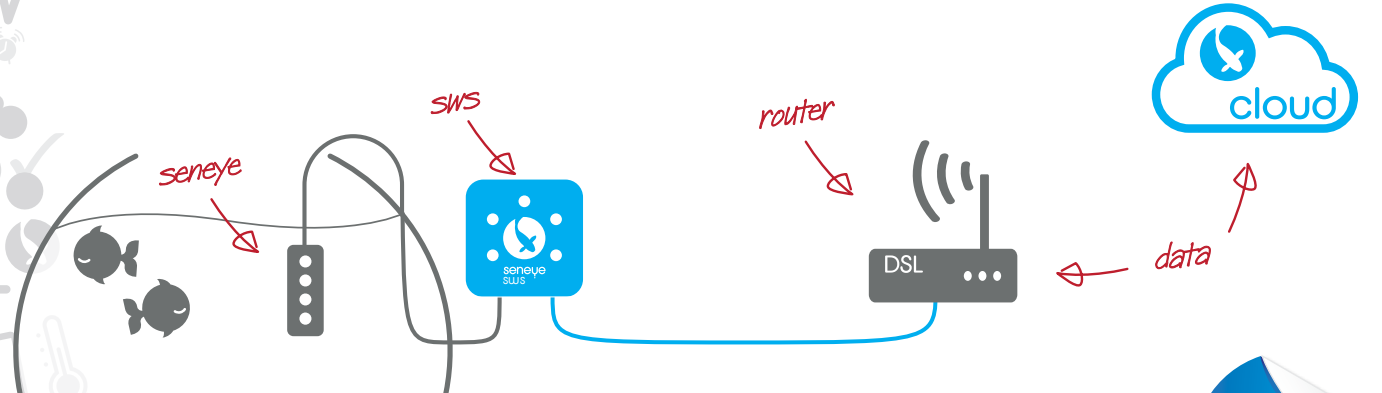 cloud
sws
router
seneye
data
DSL
seneye
sws